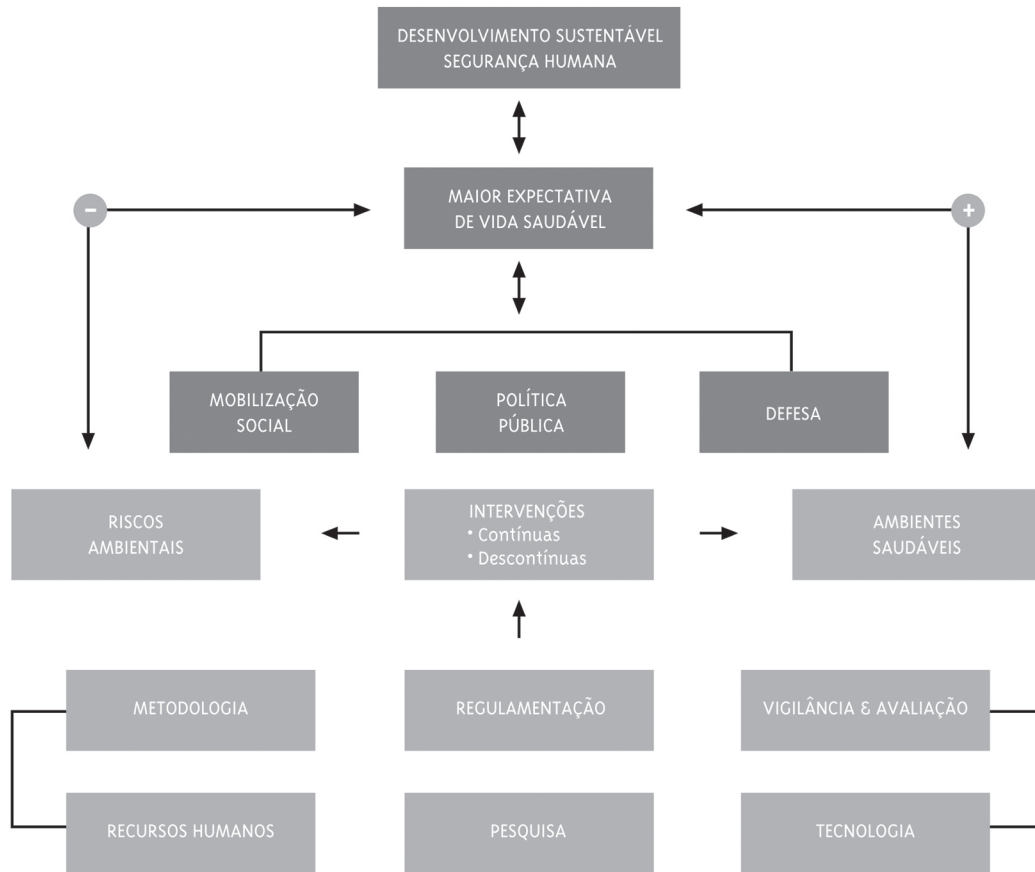 DESENVOLVIMENTO SUSTENTÁVEL
SEGURANÇA HUMANA
–
MAIOR EXPECTATIVA
DE VIDA SAUDÁVEL
+
MOBILIZAÇÃO
SOCIAL
POLÍTICA
PÚBLICA
DEFESA
RISCOS
AMBIENTAIS
INTERVENÇÕES
• Contínuas
• Descontínuas
AMBIENTES
SAUDÁVEIS
METODOLOGIA
REGULAMENTAÇÃO
VIGILÂNCIA & AVALIAÇÃO
RECURSOS HUMANOS
PESQUISA
TECNOLOGIA